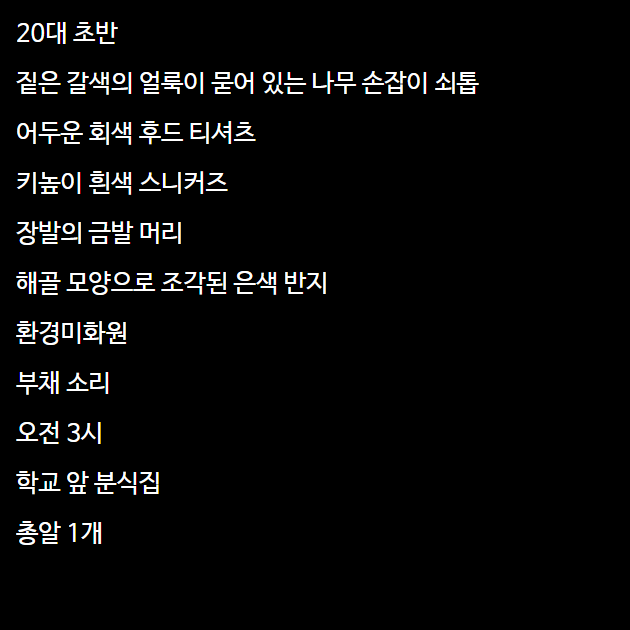 20대 초반
짙은 갈색의 얼룩이 묻어 있는 나무 손잡이 쇠톱
어두운 회색 후드 티셔츠
키높이 흰색 스니커즈
장발의 금발 머리
해골 모양으로 조각된 은색 반지
환경미화원
부채 소리
오전 3시
학교 앞 분식집
총알 1개